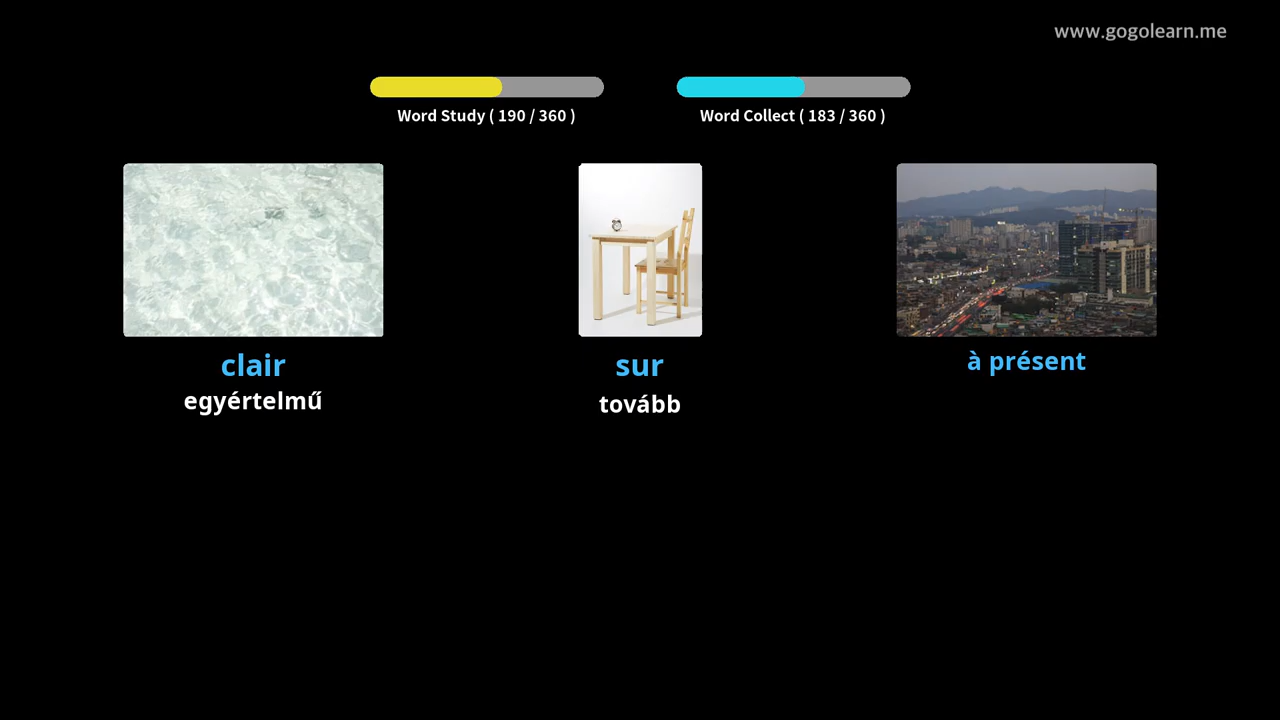 www.gogolearn.me
Word Study ( 190 / 360 )
Word Collect ( 183 / 360 )
clair
egyértelmű
sur
tovább
à présent